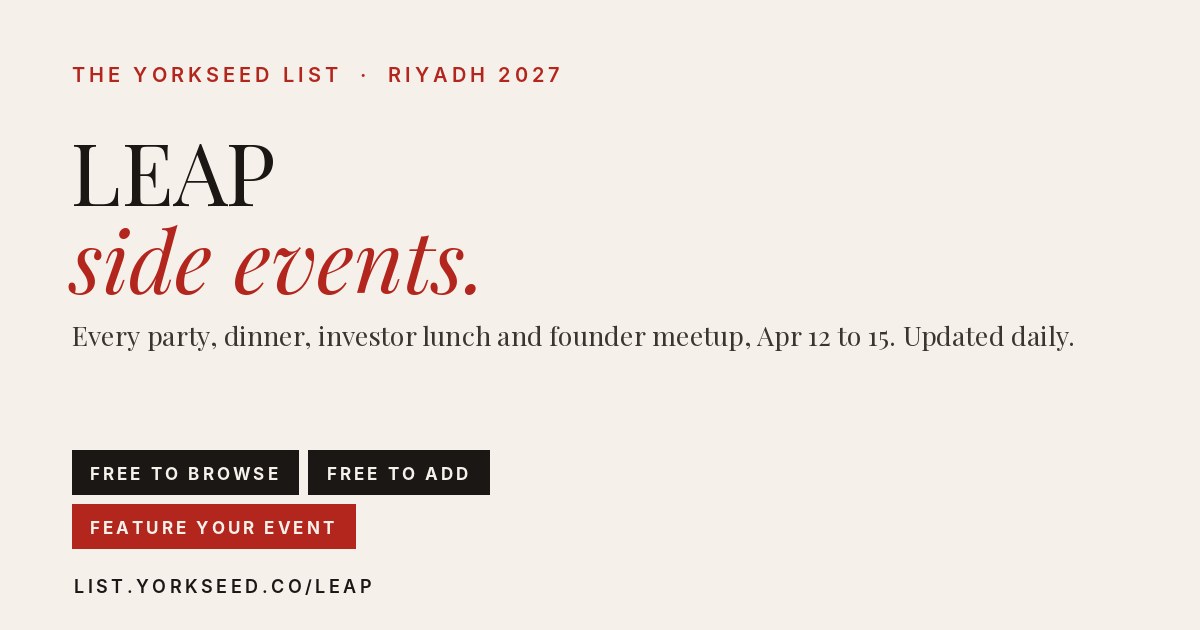 THE YORKSEED LIST · RIYADH 2027
LEAP
side events.
Every party, dinner, investor lunch and founder meetup, Apr 12 to 15. Updated daily.
FREE TO BROWSE FREE TO ADD
FEATURE YOUR EVENT
LIST.YORKSEED.CO/LEAP